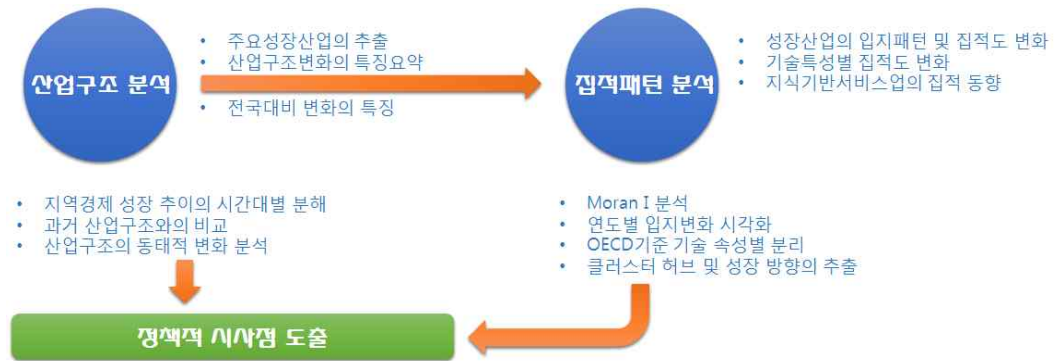 산업구조 분석
• 주요성장산업의 추출
• 산업구조변화의 특징요약
• 전국대비 변화의 특징
집적패턴 분석
• 성장산업의 입지패턴 및 집적도 변화
• 기술특성별 집적도 변화
• 지식기반서비스업의 집적 동향
• 지역경제 성장 추이의 시간대별 분해
• 과거 산업구조와의 비교
• 산업구조의 동태적 변화 분석
• Moran I 분석
• 연도별 입지변화 시각화
• OECD기준 기술 속성별 분리
• 클러스터 허브 및 성장 방향의 추출
정책적 시사점 도출